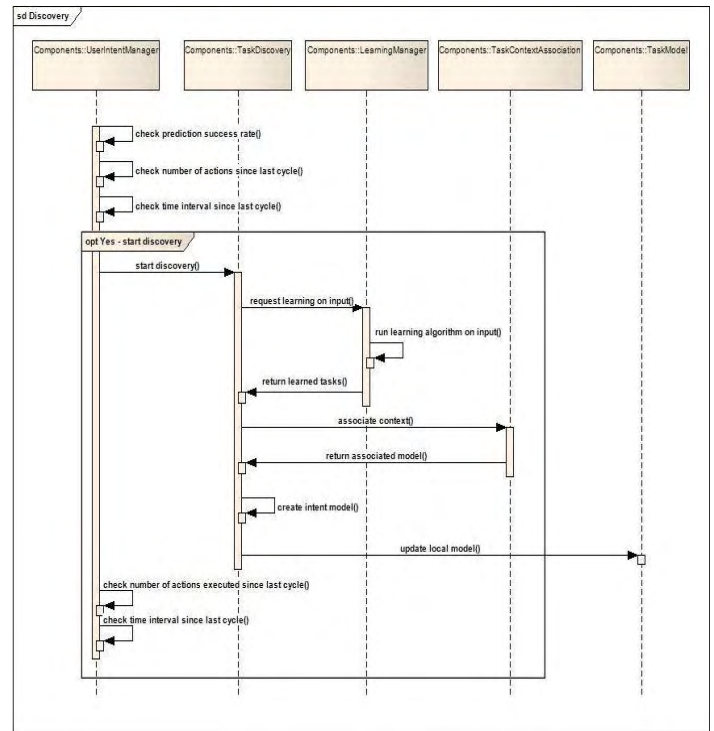 sd Discovery
Components::UserIntentManager
Components::TaskDiscovery
Components::LearningManager
Components::TaskContextAssociation
Components::TaskModel
check prediction success rate()
check number of actions since last cycle()
check time interval since last cycle()
opt Yes - start discovery
start discovery()
request learning on input()
run learning algorithm on input()
return learned tasks()
associate context()
return associated model()
create intent model()
update local model()
check number of actions executed since last cycle()
check time interval since last cycle()